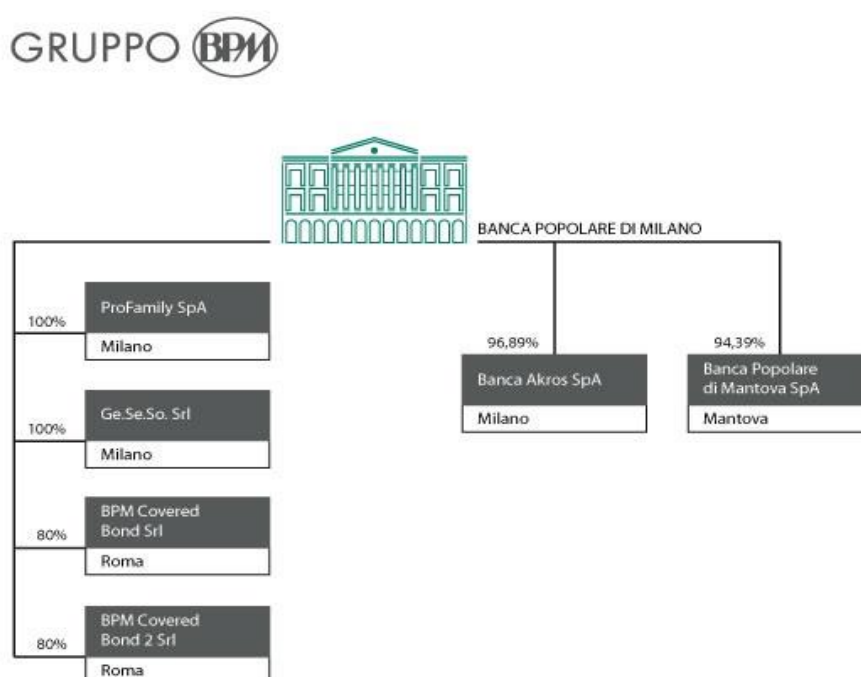 GRUPPO BPM
BANCA POPOLARE DI MILANO
100%
ProFamily SpA
Milano
100%
Ge.Se.So. Srl
Milano
80%
BPM Covered
Bond Srl
Roma
80%
BPM Covered
Bond 2 Srl
Roma
96,89%
Banca Akros SpA
Milano
94,39%
Banca Popolare
di Mantova SpA
Mantova